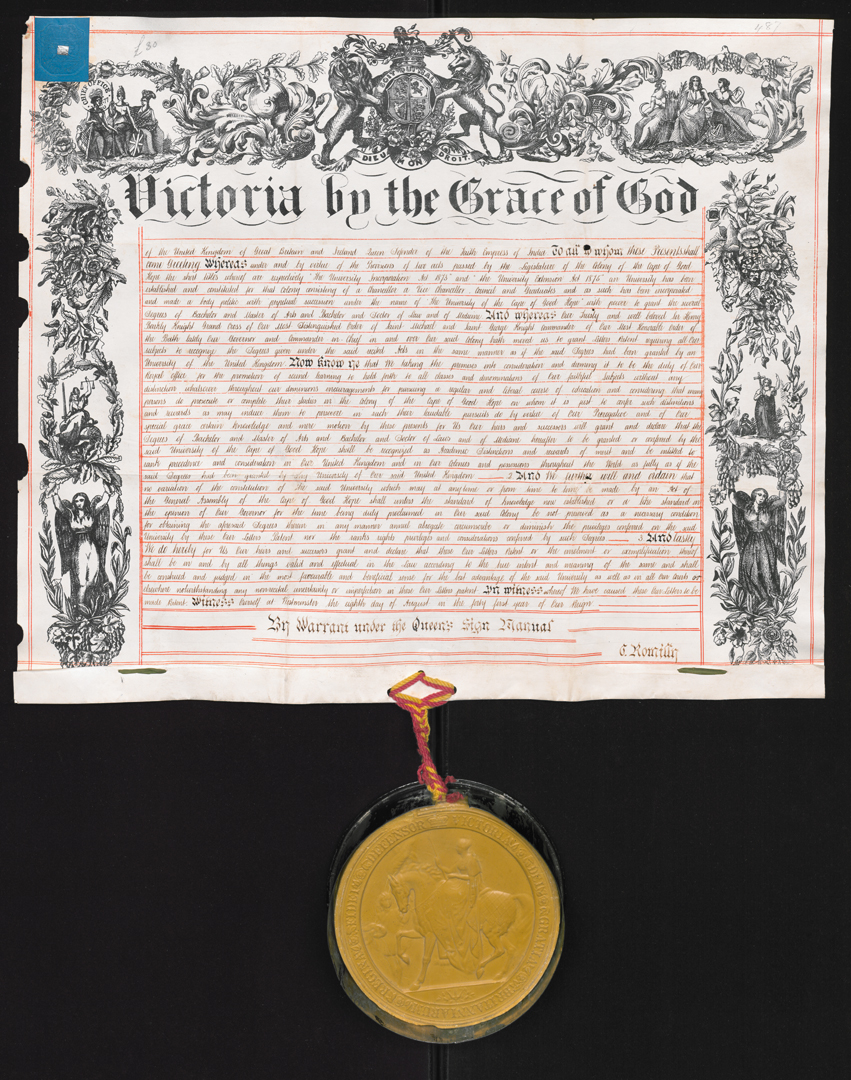 £80
487
DIEU ET MON DROIT
Victoria by the Grace of God
of the United Kingdom of Great Britain and Ireland Queen Defender of the Faith Empress of India To all to whom these Presents shall
come Greeting Whereas under and by virtue of the Provisions of two Acts passed by the Legislature of the Colony of the Cape of Good
Hope the short titles whereof are respectively "The University Incorporation Act 1873" and "the University Extension Act 1875" an University has been
established and constituted for that Colony consisting of a Chancellor a Vice Chancellor Council and Graduates and as such has been incorporated
and made a body politic with perpetual succession under the name of "The University of the Cape of Good Hope" with power to grant the several
Degrees of Bachelor and Master of Arts and Bachelor and Doctor of Law and of Medicine And whereas Our Trusty and well beloved Sir Henry
Barkly Knight Grand Cross of Our Most Distinguished Order of Saint Michael and Saint George Knight Commander of Our Most Honorable Order of
the Bath lately Our Governor and Commander in Chief in and over Our said Colony hath moved us to grant Letters Patent requiring all Our
subjects to recognize the Degrees given under the said recited Acts in the same manner as if the said Degrees had been granted by any
University of the United Kingdom Now know ye that We taking the premises into consideration and deeming it to be the duty of Our
Royal Office for the promotion of sound learning to hold forth to all classes and denominations of Our faithful Subjects without any
distinction whatsoever throughout Our dominions encouragements for pursuing a regular and liberal course of education and considering that many
persons do prosecute or complete their studies in the Colony of the Cape of Good Hope on whom it is just to confer such distinctions
and rewards as may induce them to persevere in such their laudable pursuits do by virtue of Our Prerogative and of Our
special grace certain knowledge and mere motion by these presents for Us Our heirs and successors will grant and declare that the
Degrees of Bachelor and Master of Arts and Bachelor and Doctor of Laws and of Medicine hereafter to be granted or conferred by the
said University of the Cape of Good Hope shall be recognized as Academic Distinctions and rewards of merit and be entitled to
rank precedence and consideration in Our United Kingdom and in Our Colonies and possessions throughout the World as fully as if the
said Degrees had been granted by any University of Our said United Kingdom 2 And We further will and ordain that
no variation of the constitution of the said University which may at any time or from time to time be made by an Act of
the General Assembly of the Cape of Good Hope shall unless the standard of knowledge now established or a like standard in
the opinion of Our Governor for the time being duly proclaimed in Our said Colony be not preserved as a necessary condition
for obtaining the aforesaid Degrees therein in any manner annul abrogate circumscribe or diminish the privileges conferred on the said
University by these Our Letters Patent nor the rank rights privileges and considerations conferred by such Degrees 3 And lastly
We do hereby for Us Our heirs and successors grant and declare that these Our Letters Patent or the enrolment or exemplification thereof
shall be in and by all things valid and effectual in the law according to the true intent and meaning of the same and shall
be construed and judged in the most favourable and beneficial sense for the best advantage of the said University as well as in all Our courts or
elsewhere notwithstanding any nonrecital uncertainty or imperfection in these Our letters patent In witness whereof We have caused these Our Letters to be
made Patent Witness Ourself at Westminster the eighth day of August in the forty first year of Our Reign
By Warrant under the Queen's Sign Manual
C. Romilly